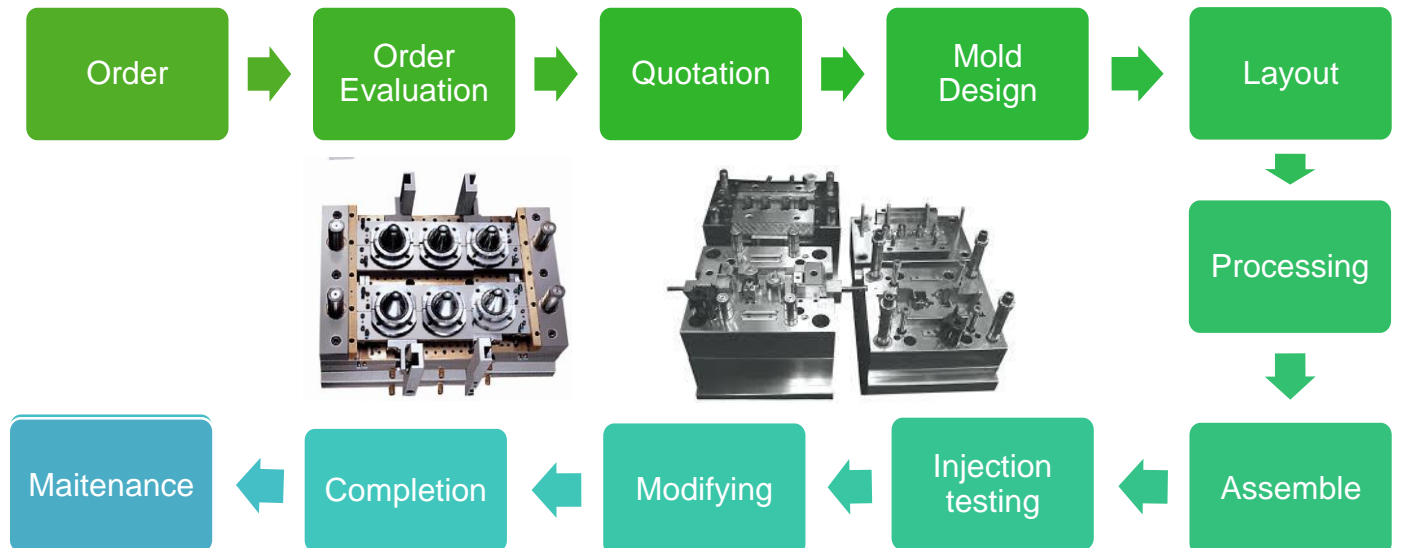 Order
Order
Evaluation
Quotation
Mold
Design
Layout
Processing
Assemble
Injection
testing
Modifying
Completion
Maitenance